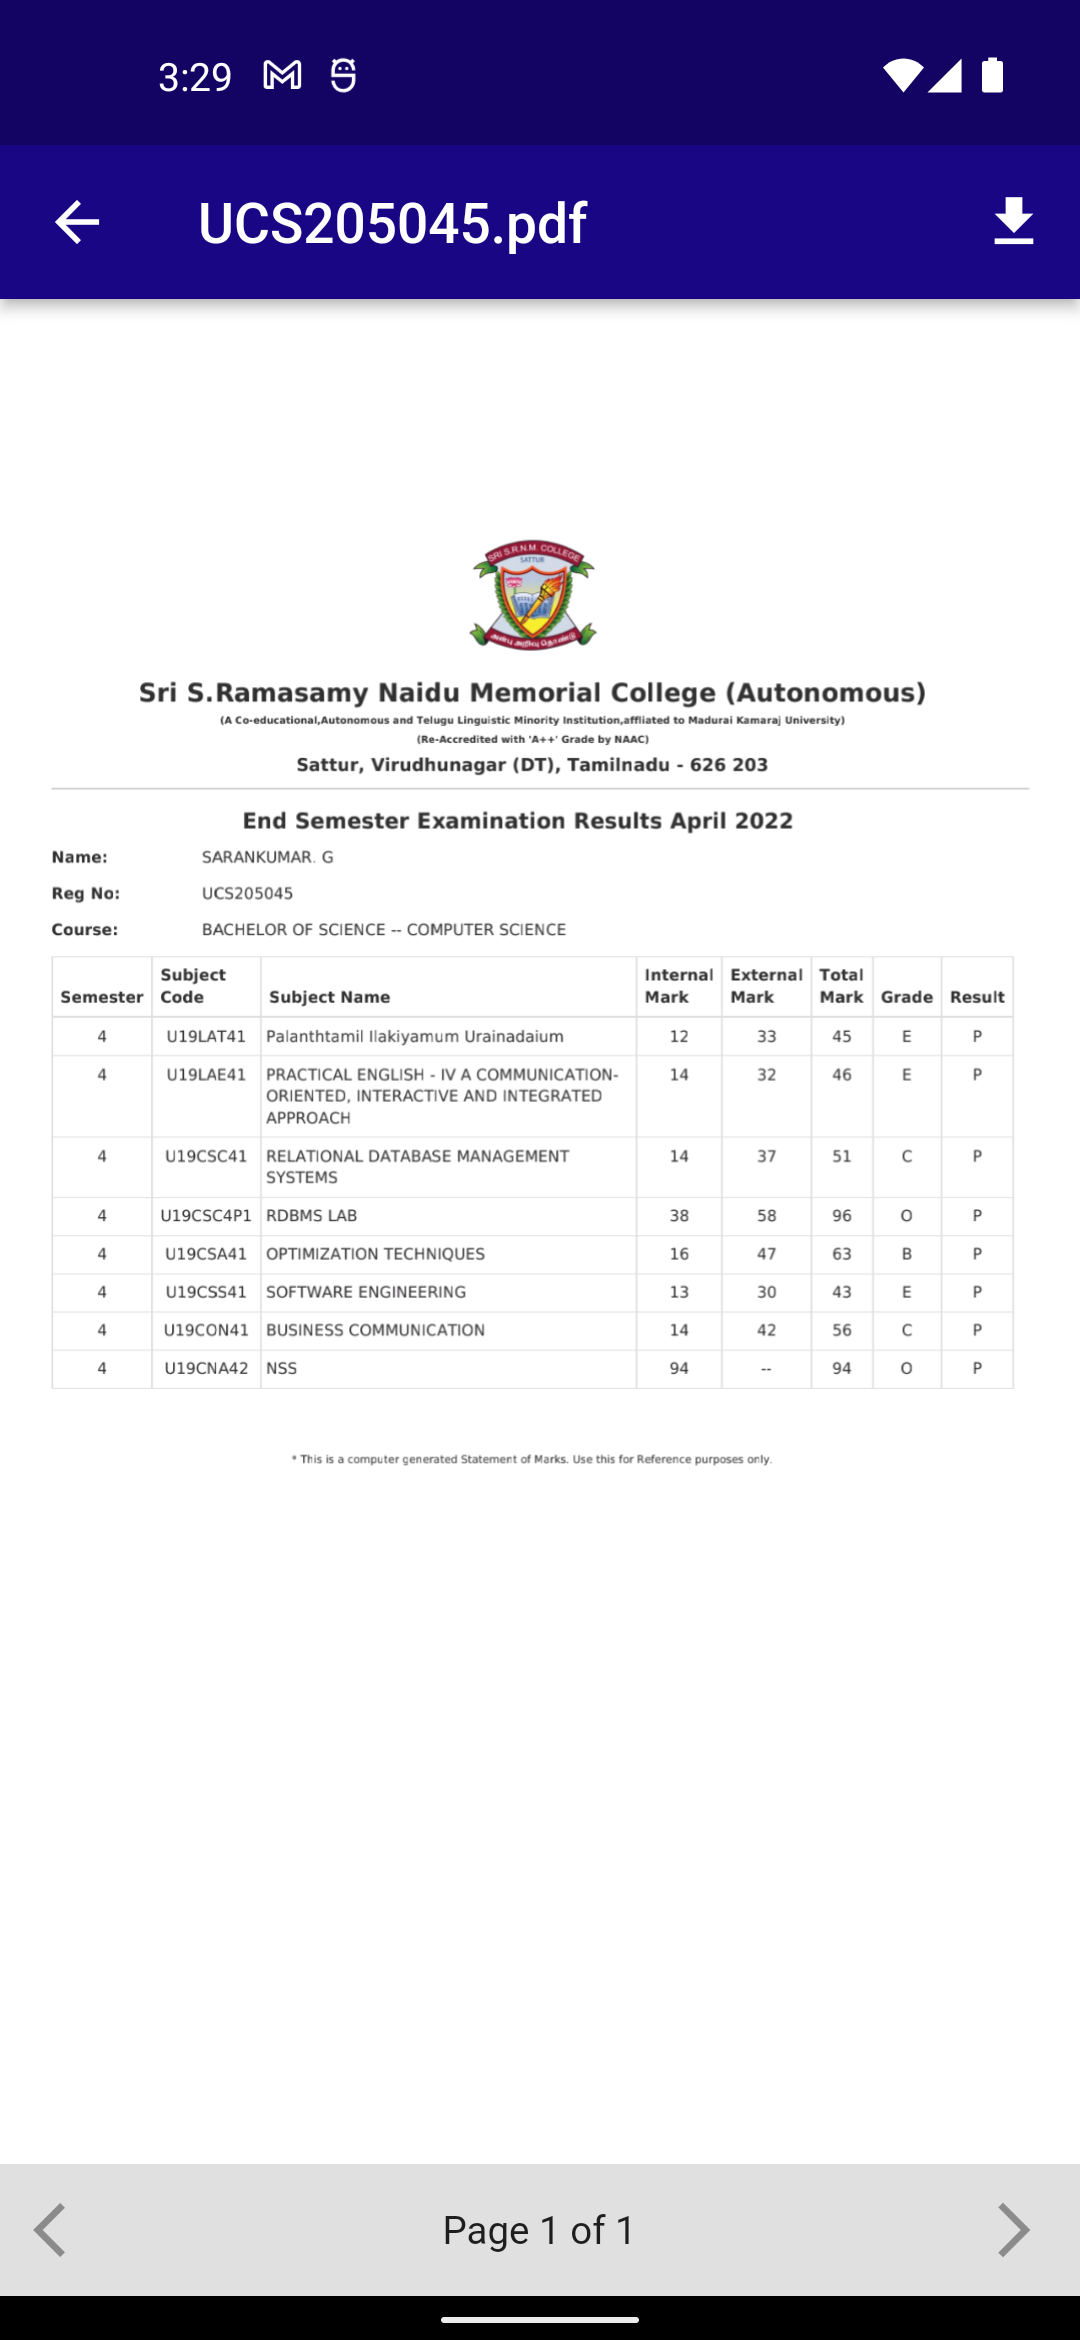 3:29
UCS205045.pdf
SRI S.R.N.M. COLLEGE
SATTUR
அன்பு அறிவு தொண்டு
Sri S.Ramasamy Naidu Memorial College (Autonomous)
(A Co-educational,Autonomous and Telugu Linguistic Minority Institution,affliated to Madurai Kamaraj University)
(Re-Accredited with 'A++' Grade by NAAC)
Sattur, Virudhunagar (DT), Tamilnadu - 626 203
End Semester Examination Results April 2022
Name: SARANKUMAR. G
Reg No: UCS205045
Course: BACHELOR OF SCIENCE -- COMPUTER SCIENCE
Semester Subject Code Subject Name Internal Mark External Mark Total Mark Grade Result
4 U19LAT41 Palanthtamil Ilakiyamum Urainadaium 12 33 45 E P
4 U19LAE41 PRACTICAL ENGLISH - IV A COMMUNICATION- 14 32 46 E P
ORIENTED, INTERACTIVE AND INTEGRATED
APPROACH
4 U19CSC41 RELATIONAL DATABASE MANAGEMENT 14 37 51 C P
SYSTEMS
4 U19CSC4P1 RDBMS LAB 38 58 96 O P
4 U19CSA41 OPTIMIZATION TECHNIQUES 16 47 63 B P
4 U19CSS41 SOFTWARE ENGINEERING 13 30 43 E P
4 U19CON41 BUSINESS COMMUNICATION 14 42 56 C P
4 U19CNA42 NSS 94 -- 94 O P
* This is a computer generated Statement of Marks. Use this for Reference purposes only.
Page 1 of 1